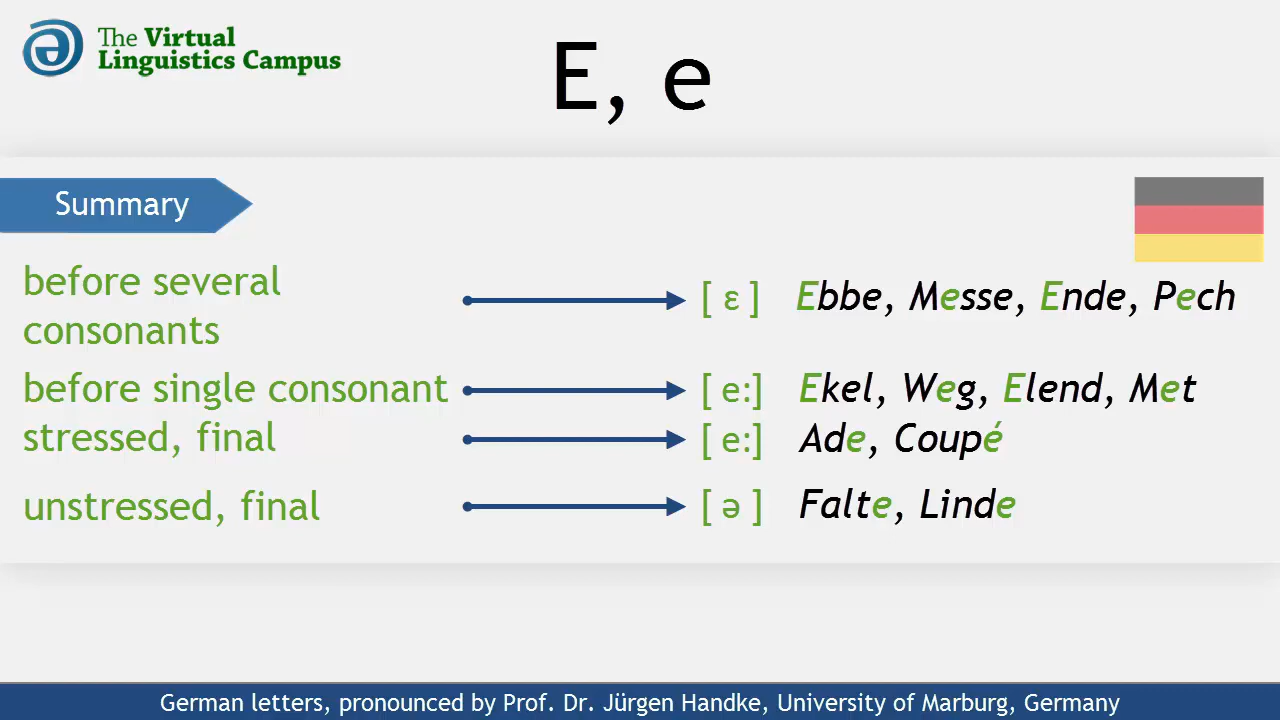 The Virtual
Linguistics Campus
E, e
Summary
before several
consonants
[ ɛ ] Ebbe, Messe, Ende, Pech
before single consonant [ e:] Ekel, Weg, Elend, Met
stressed, final [ e:] Ade, Coupé
unstressed, final [ ə ] Falte, Linde
German letters, pronounced by Prof. Dr. Jürgen Handke, University of Marburg, Germany